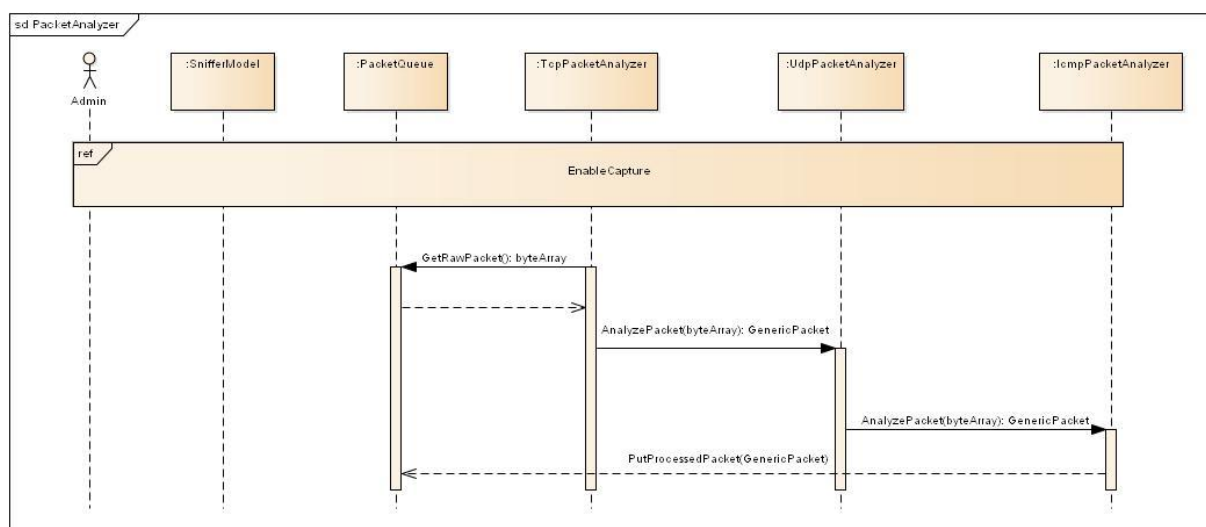 sd PacketAnalyzer
Admin
:SnifferModel
:PacketQueue
:TcpPacketAnalyzer
:UdpPacketAnalyzer
:IcmpPacketAnalyzer
ref
EnableCapture
GetRawPacket(): byteArray
AnalyzePacket(byteArray): GenericPacket
AnalyzePacket(byteArray): GenericPacket
PutProcessedPacket(GenericPacket)